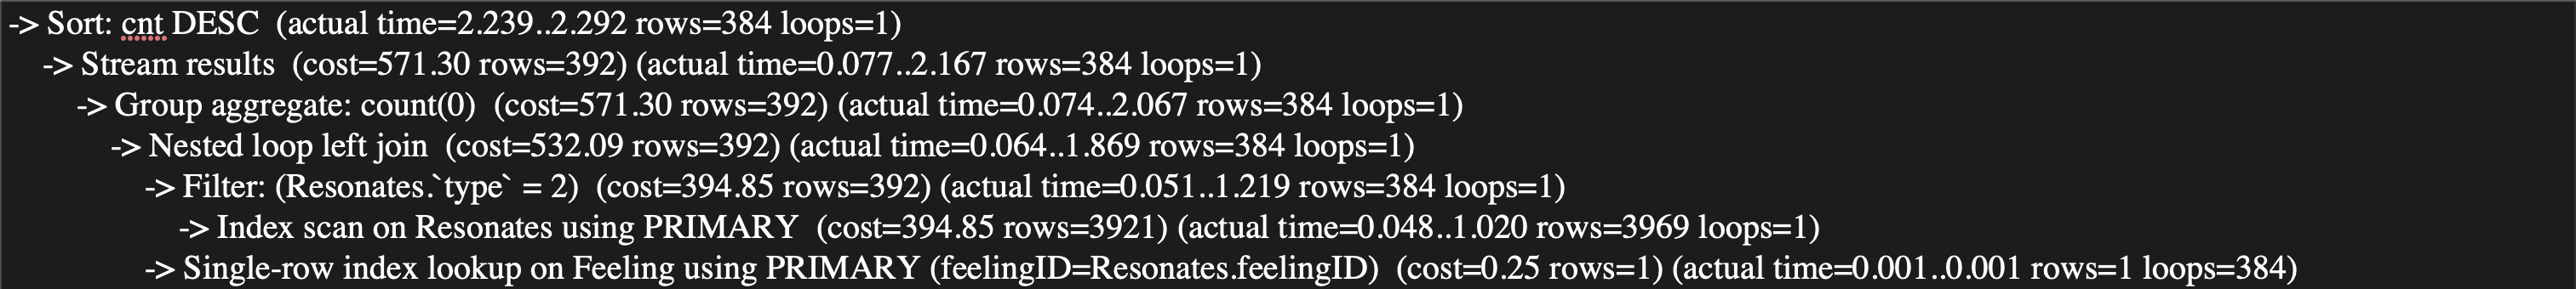 -> Sort: cnt DESC  (actual time=2.239..2.292 rows=384 loops=1)
-> Stream results  (cost=571.30 rows=392) (actual time=0.077..2.167 rows=384 loops=1)
-> Group aggregate: count(0)  (cost=571.30 rows=392) (actual time=0.074..2.067 rows=384 loops=1)
-> Nested loop left join  (cost=532.09 rows=392) (actual time=0.064..1.869 rows=384 loops=1)
-> Filter: (Resonates.`type` = 2)  (cost=394.85 rows=392) (actual time=0.051..1.219 rows=384 loops=1)
-> Index scan on Resonates using PRIMARY  (cost=394.85 rows=3921) (actual time=0.048..1.020 rows=3969 loops=1)
-> Single-row index lookup on Feeling using PRIMARY (feelingID=Resonates.feelingID)  (cost=0.25 rows=1) (actual time=0.001..0.001 rows=1 loops=384)